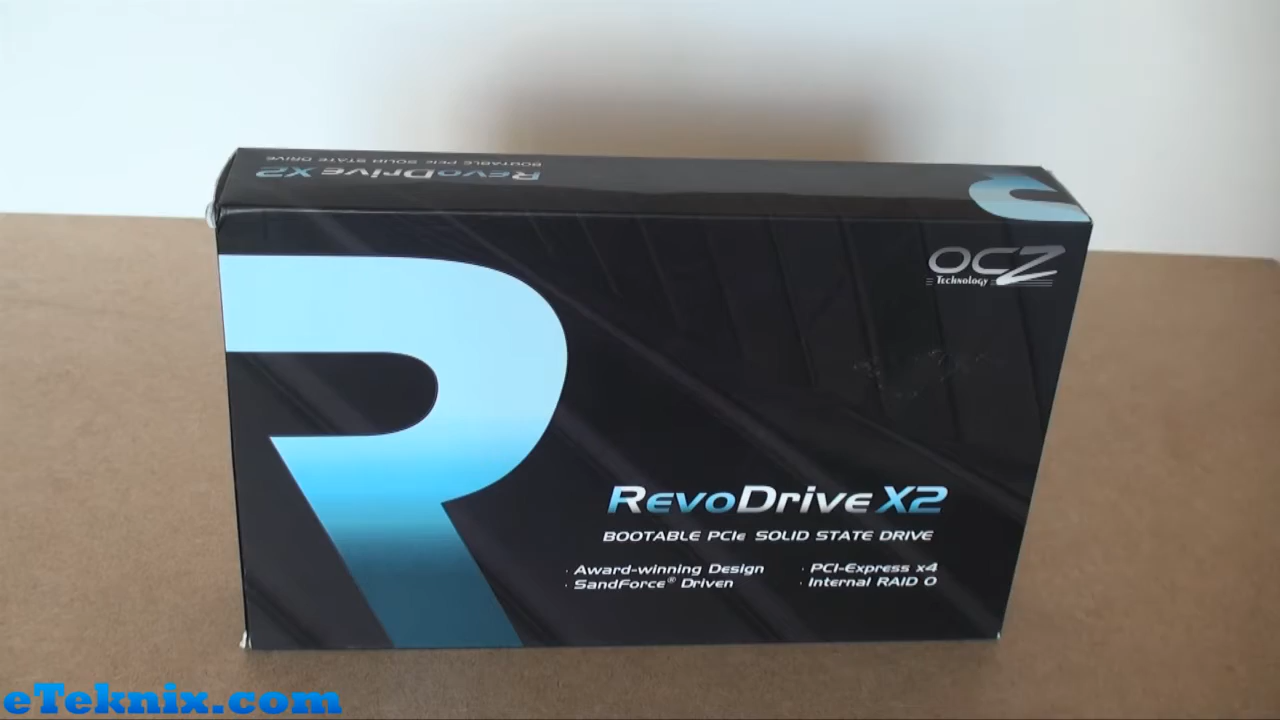 BOOTABLE PCIe SOLID STATE DRIVE
RevoDrive X2
OCZ
Technology
RevoDrive X2
BOOTABLE PCIe SOLID STATE DRIVE
· Award-winning Design
· SandForce® Driven
· PCI-Express x4
· Internal RAID 0
eTeknix.com